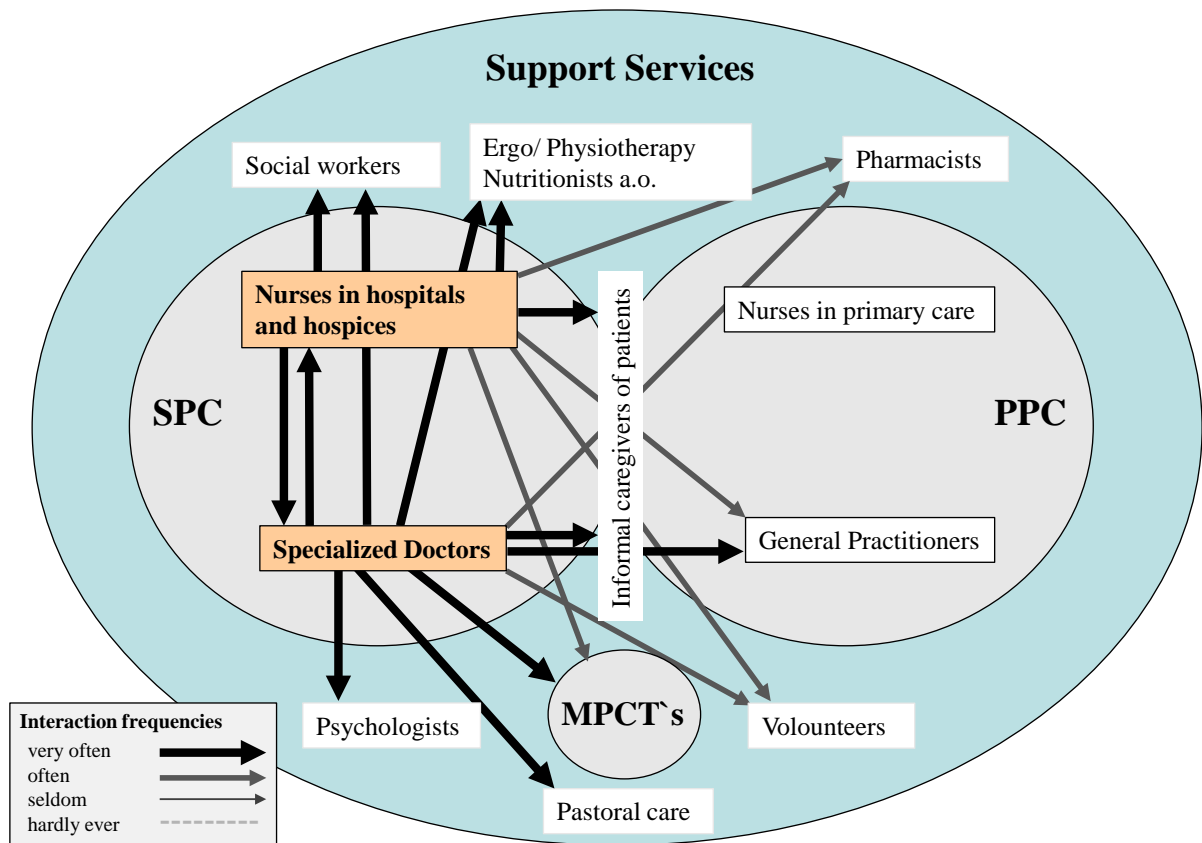 Support Services
Social workers
Ergo/ Physiotherapy
Nutritionists a.o.
Pharmacists
Nurses in hospitals
and hospices
Nurses in primary care
Informal caregivers of patients
SPC
PPC
Specialized Doctors
General Practitioners
MPCT`s
Psychologists
Volounteers
Pastoral care
Interaction frequencies
very often
often
seldom
hardly ever